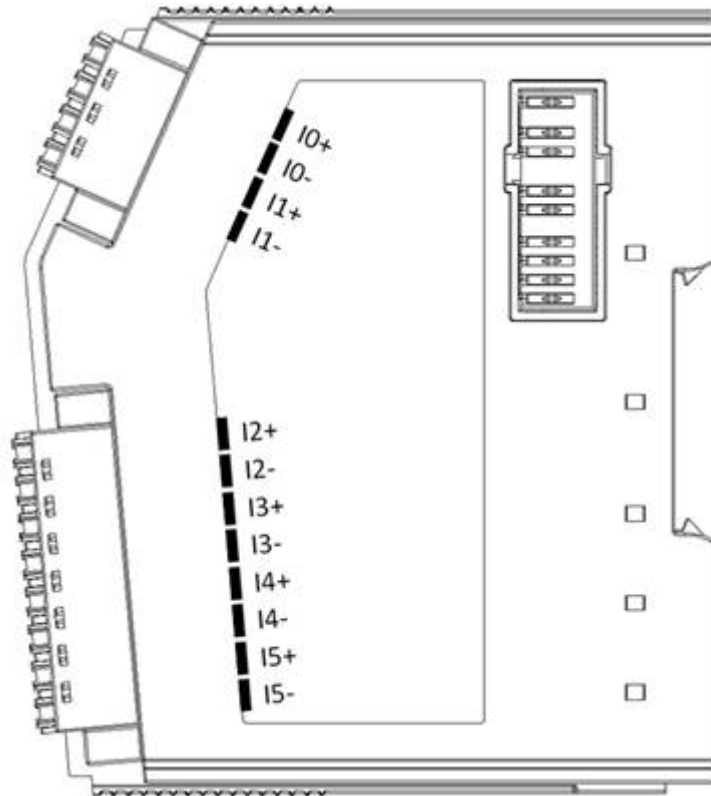 I0+
I0-
I1+
I1-
I2+
I2-
I3+
I3-
I4+
I4-
I5+
I5-